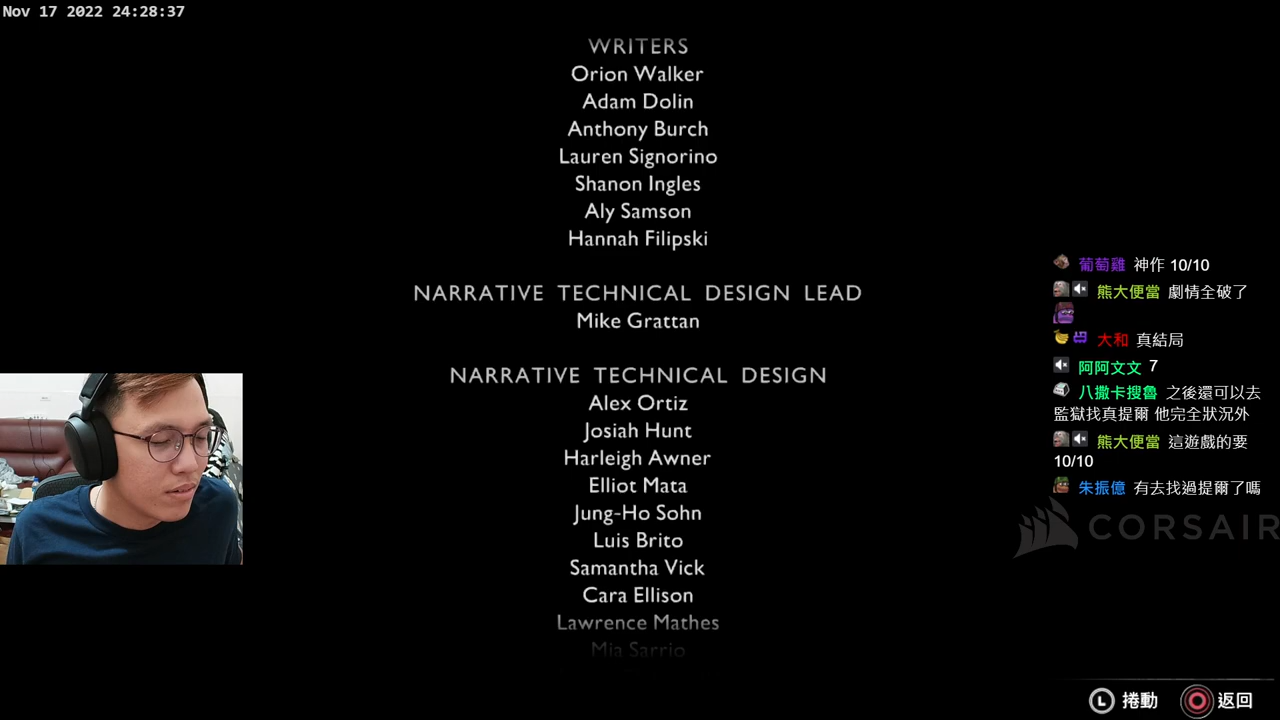 Nov 17 2022 24:28:37
WRITERS
Orion Walker
Adam Dolin
Anthony Burch
Lauren Signorino
Shanon Ingles
Aly Samson
Hannah Filipski
NARRATIVE TECHNICAL DESIGN LEAD
Mike Grattan
NARRATIVE TECHNICAL DESIGN
Alex Ortiz
Josiah Hunt
Harleigh Awner
Elliot Mata
Jung-Ho Sohn
Luis Brito
Samantha Vick
Cara Ellison
Lawrence Mathes
Mia Sarrio
葡萄雞 神作 10/10
熊大便當 劇情全破了
大和 真結局
阿阿文文 7
八撒卡搜魯 之後還可以去
監獄找真提爾 他完全狀況外
熊大便當 這遊戲的要
10/10
朱振億 有去找過提爾了嗎
CORSAIR
L 捲動 返回